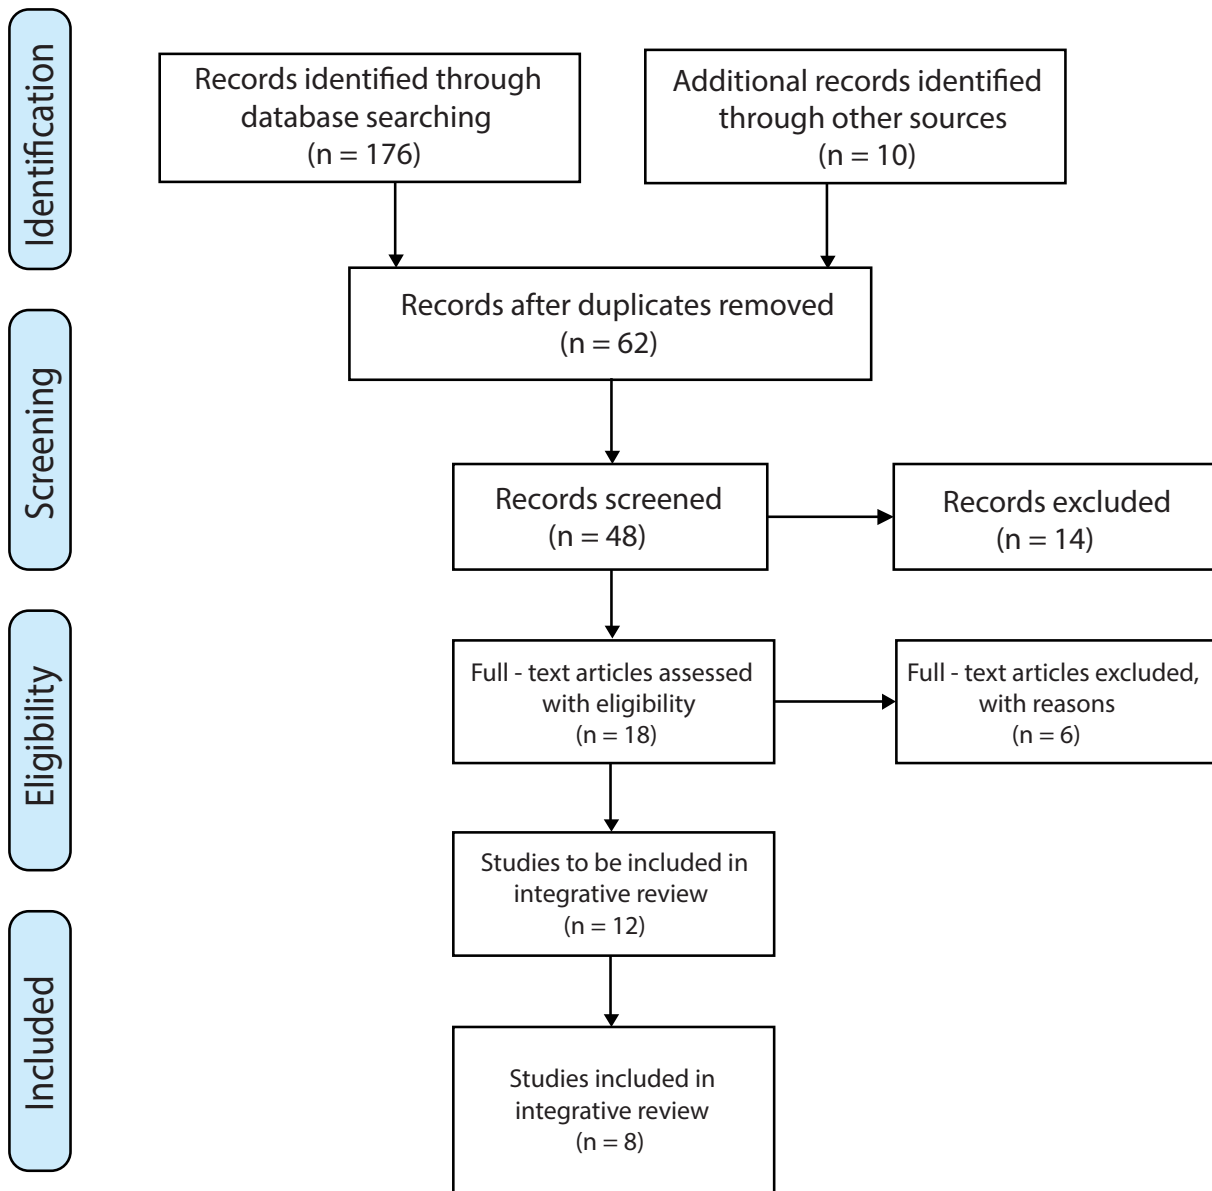 Identification
Records identified through
database searching
(n = 176)
Additional records identified
through other sources
(n = 10)
Records after duplicates removed
(n = 62)
Screening
Records screened
(n = 48)
Records excluded
(n = 14)
Eligibility
Full - text articles assessed
with eligibility
(n = 18)
Full - text articles excluded,
with reasons
(n = 6)
Studies to be included in
integrative review
(n = 12)
Included
Studies included in
integrative review
(n = 8)